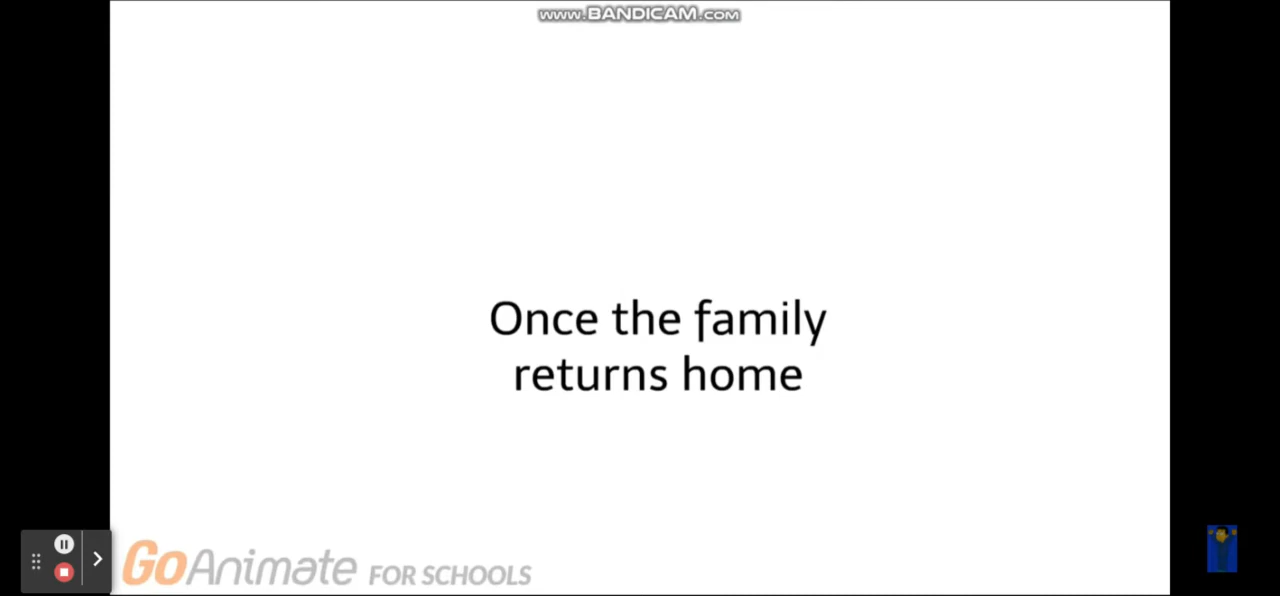 www.BANDICAM.COM
Once the family
returns home
GoAnimate FOR SCHOOLS